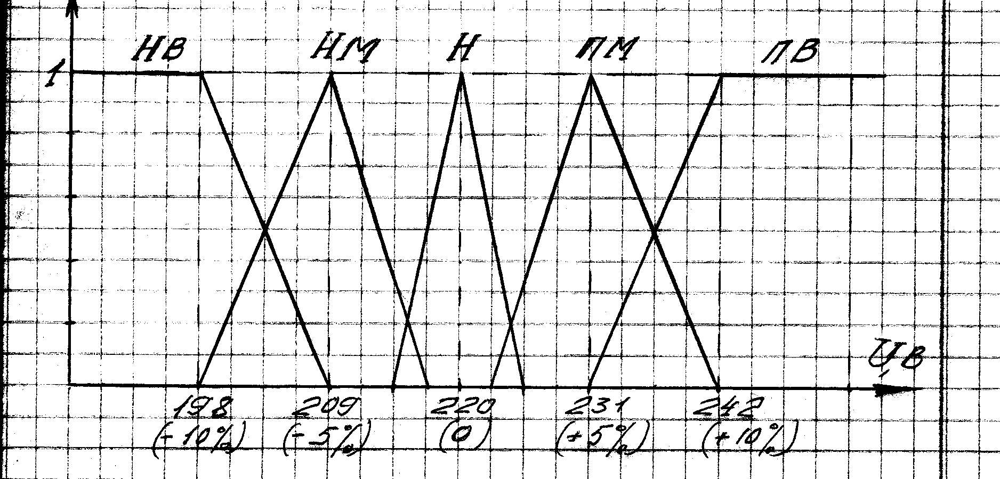 НВ НМ Н ПМ ПВ
1
U, В
198 209 220 231 242
(- 10%) (- 5%) (0) (+ 5%) (+ 10%)